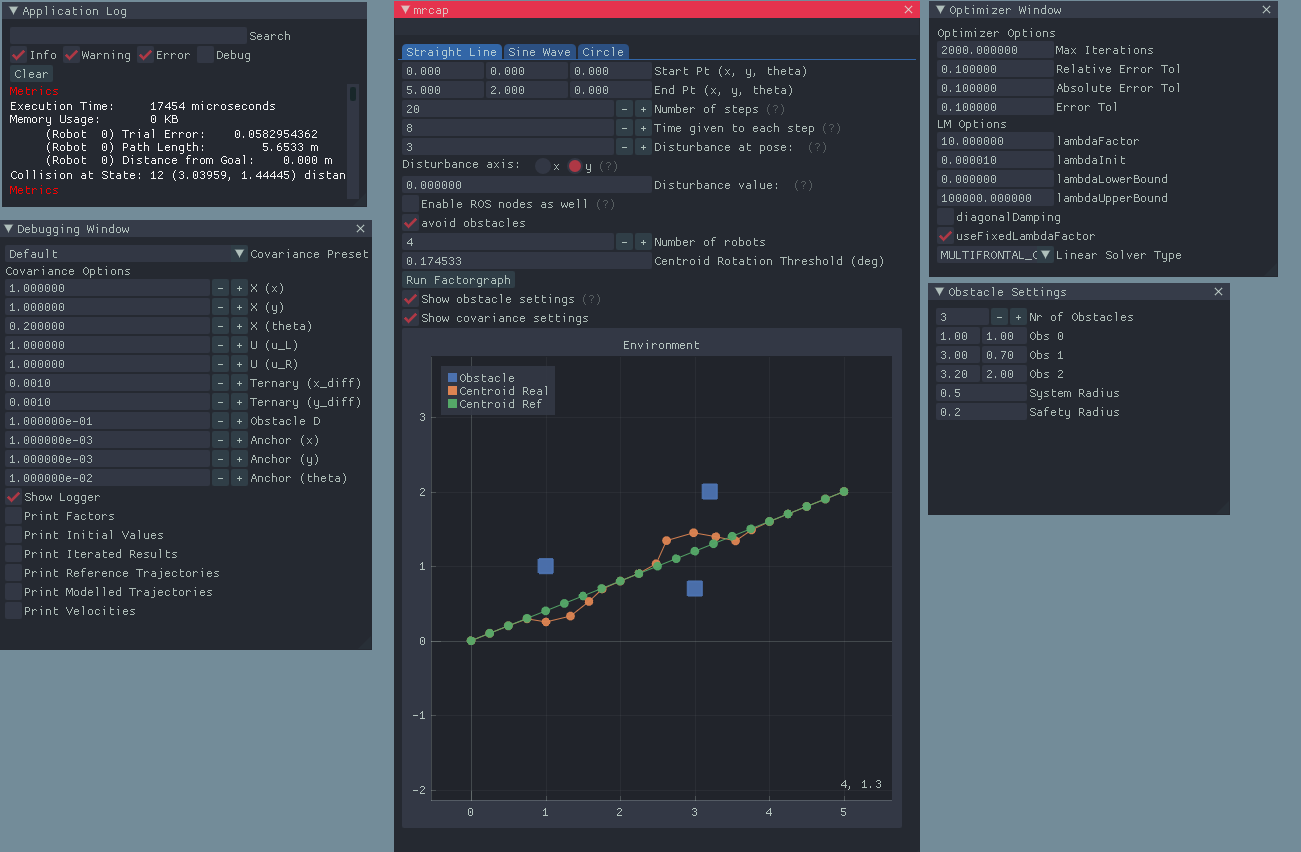 Application Log
Search
Info Warning Error Debug
Clear
Metrics
Execution Time: 17454 microseconds
Memory Usage: 0 KB
(Robot 0) Trial Error: 0.0582954362
(Robot 0) Path Length: 5.6533 m
(Robot 0) Distance from Goal: 0.000 m
Collision at State: 12 (3.03959, 1.44445) distan
Matrics
Debugging Window
Default Covariance Preset
Covariance Options
1.000000 - + X (x)
1.000000 - + X (y)
0.200000 - + X (theta)
1.000000 - + U (u_L)
1.000000 - + U (u_R)
0.0010 - + Ternary (x_diff)
0.0010 - + Ternary (y_diff)
1.000000e-01 - + Obstacle D
1.000000e-03 - + Anchor (x)
1.000000e-03 - + Anchor (y)
1.000000e-02 - + Anchor (theta)
Show Logger
Print Factors
Print Initial Values
Print Iterated Results
Print Reference Trajectories
Print Modelled Trajectories
Print Velocities
mrcap
Straight Line Sine Wave Circle
0.000 0.000 0.000 Start Pt (x, y, theta)
5.000 2.000 0.000 End Pt (x, y, theta)
20 - + Number of steps (?)
8 - + Time given to each step (?)
3 - + Disturbance at pose: (?)
Disturbance axis: x y (?)
0.000000 Disturbance value: (?)
Enable ROS nodes as well (?)
avoid obstacles
4 - + Number of robots
0.174533 Centroid Rotation Threshold (deg)
Run Factorgraph
Show obstacle settings (?)
Show covariance settings
Environment
Obstacle
Centroid Real
Centroid Ref
3
2
1
0
-1
-2
4, 1.3
0 1 2 3 4 5
Optimizer Window
Optimizer Options
2000.000000 Max Iterations
0.100000 Relative Error Tol
0.100000 Absolute Error Tol
0.100000 Error Tol
LM Options
10.000000 lambdaFactor
0.000010 lambdaInit
0.000000 lambdaLowerBound
100000.000000 lambdaUpperBound
diagonalDamping
useFixedLambdaFactor
MULTIFRONTAL_C Linear Solver Type
Obstacle Settings
3 - + Nr of Obstacles
1.00 1.00 Obs 0
3.00 0.70 Obs 1
3.20 2.00 Obs 2
0.5 System Radius
0.2 Safety Radius